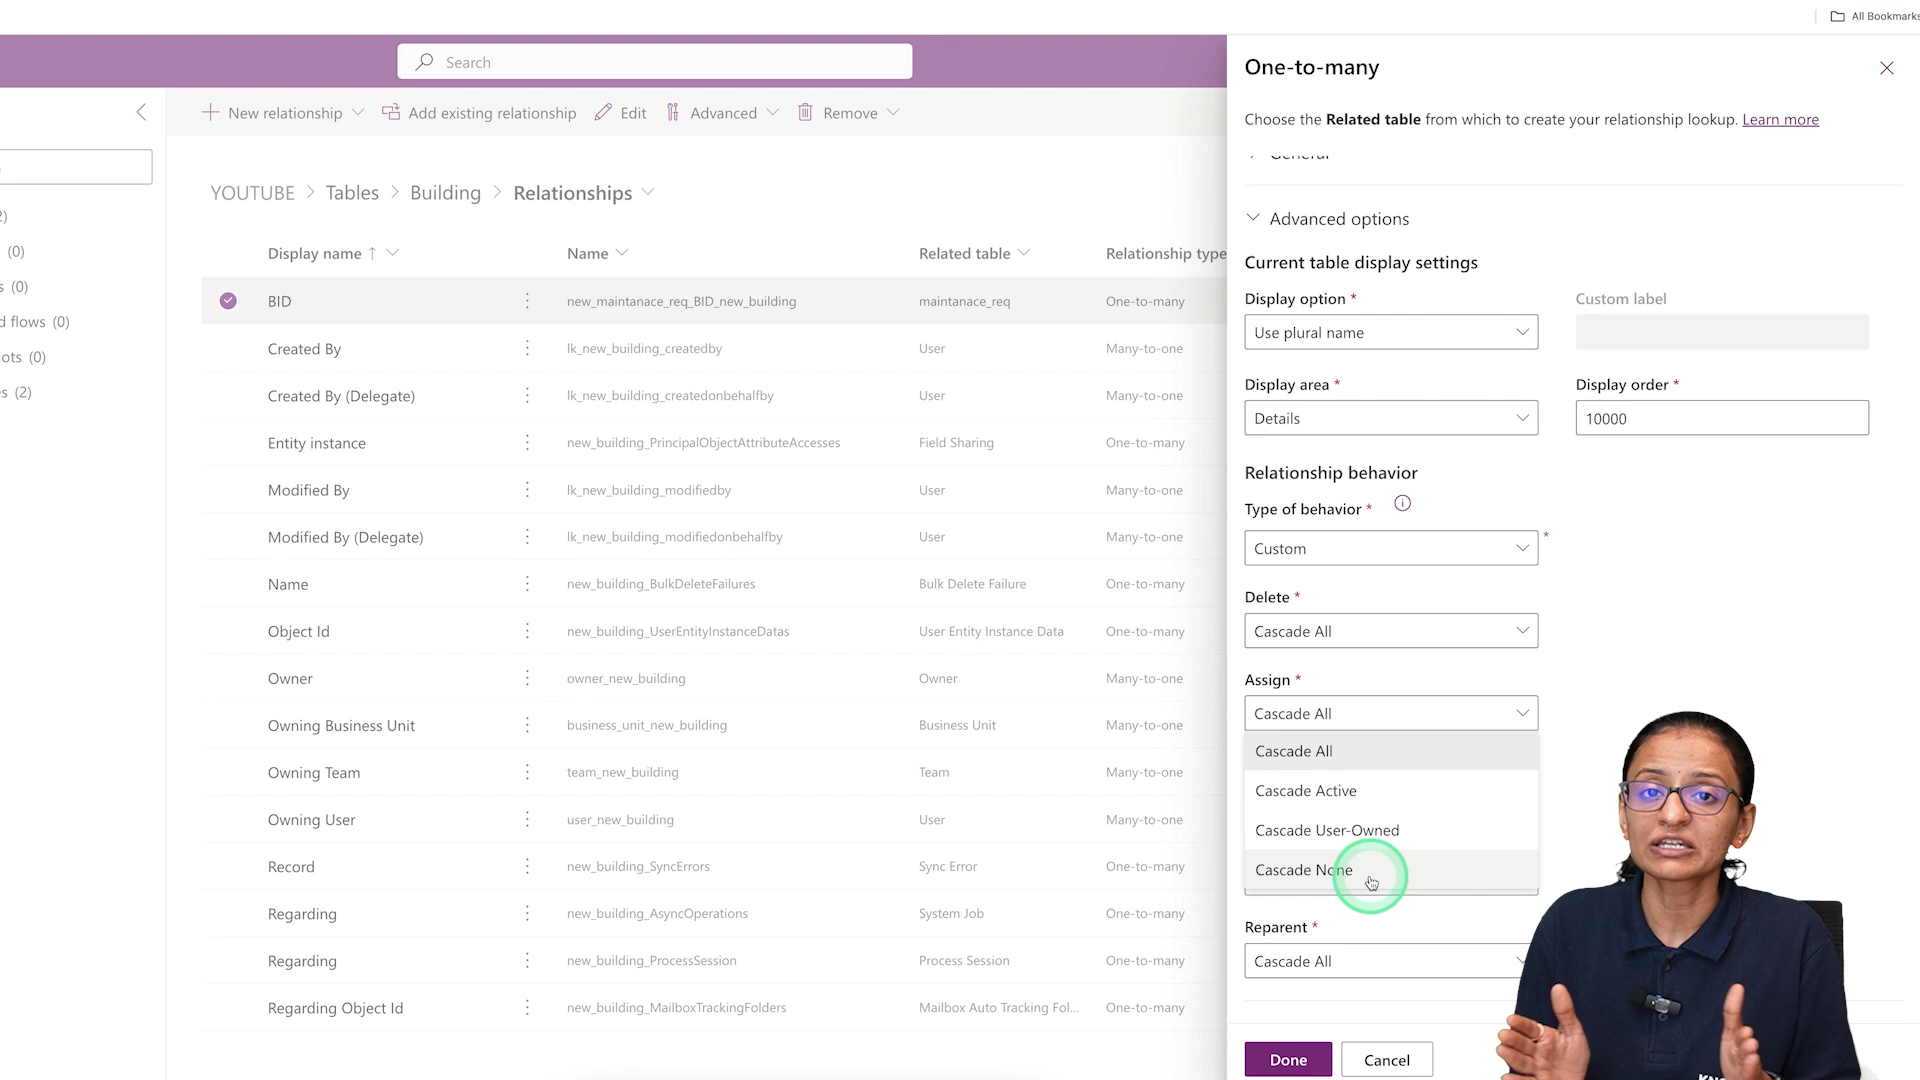 All Bookmarks
Search
New relationship
Add existing relationship
Edit
Advanced
Remove
YOUTUBE > Tables > Building > Relationships
2)
(0)
s (0)
d flows (0)
ots (0)
s (2)
Display name ↑ Name Related table Relationship type
BID new_maintanace_req_BID_new_building maintanace_req One-to-many
Created By lk_new_building_createdby User Many-to-one
Created By (Delegate) lk_new_building_createdonbehalfby User Many-to-one
Entity instance new_building_PrincipalObjectAttributeAccesses Field Sharing One-to-many
Modified By lk_new_building_modifiedby User Many-to-one
Modified By (Delegate) lk_new_building_modifiedonbehalfby User Many-to-one
Name new_building_BulkDeleteFailures Bulk Delete Failure One-to-many
Object Id new_building_UserEntityInstanceDatas User Entity Instance Data One-to-many
Owner owner_new_building Owner Many-to-one
Owning Business Unit business_unit_new_building Business Unit Many-to-one
Owning Team team_new_building Team Many-to-one
Owning User user_new_building User Many-to-one
Record new_building_SyncErrors Sync Error One-to-many
Regarding new_building_AsyncOperations System Job One-to-many
Regarding new_building_ProcessSession Process Session One-to-many
Regarding Object Id new_building_MailboxTrackingFolders Mailbox Auto Tracking Fol... One-to-many
One-to-many
Choose the Related table from which to create your relationship lookup. Learn more
General
Advanced options
Current table display settings
Display option * Custom label
Use plural name
Display area * Display order *
Details 10000
Relationship behavior
Type of behavior *
Custom *
Delete *
Cascade All
Assign *
Cascade All
Cascade All
Cascade Active
Cascade User-Owned
Cascade None
Reparent *
Cascade All
Done Cancel